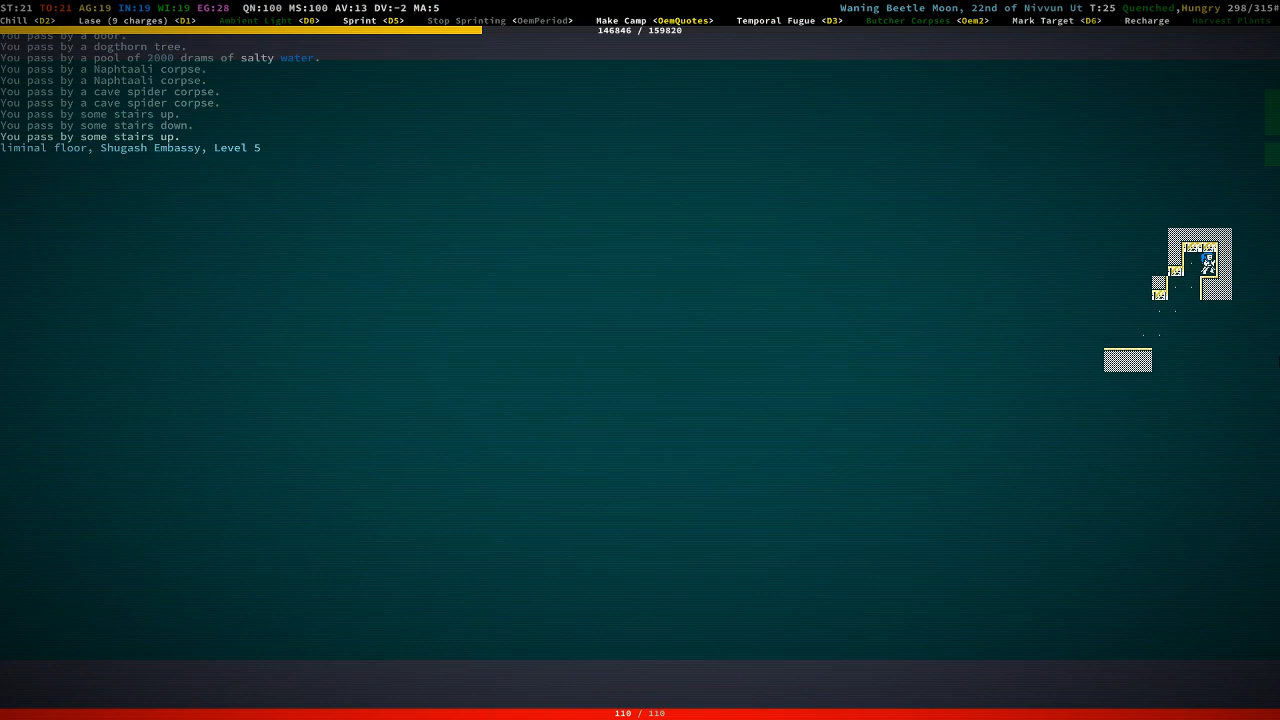 ST:21 TO:21 AG:19 IN:19 WI:19 EG:28 QN:100 MS:100 AV:13 DV:-2 MA:5 Waning Beetle Moon, 22nd of Nivvun Ut T:25 Quenched,Hungry 298/315#
Chill <D2> Lase (9 charges) <D1> Ambient Light <D0> Sprint <D5> Stop Sprinting <OemPeriod> Make Camp <OemQuotes> Temporal Fugue <D3> Butcher Corpses <Oem2> Mark Target <D6> Recharge Harvest Plants
146846 / 159820
You pass by a door.
You pass by a dogthorn tree.
You pass by a pool of 2000 drams of salty water.
You pass by a Naphtaali corpse.
You pass by a Naphtaali corpse.
You pass by a cave spider corpse.
You pass by a cave spider corpse.
You pass by some stairs up.
You pass by some stairs down.
You pass by some stairs up.
liminal floor, Shugash Embassy, Level 5
110 / 110